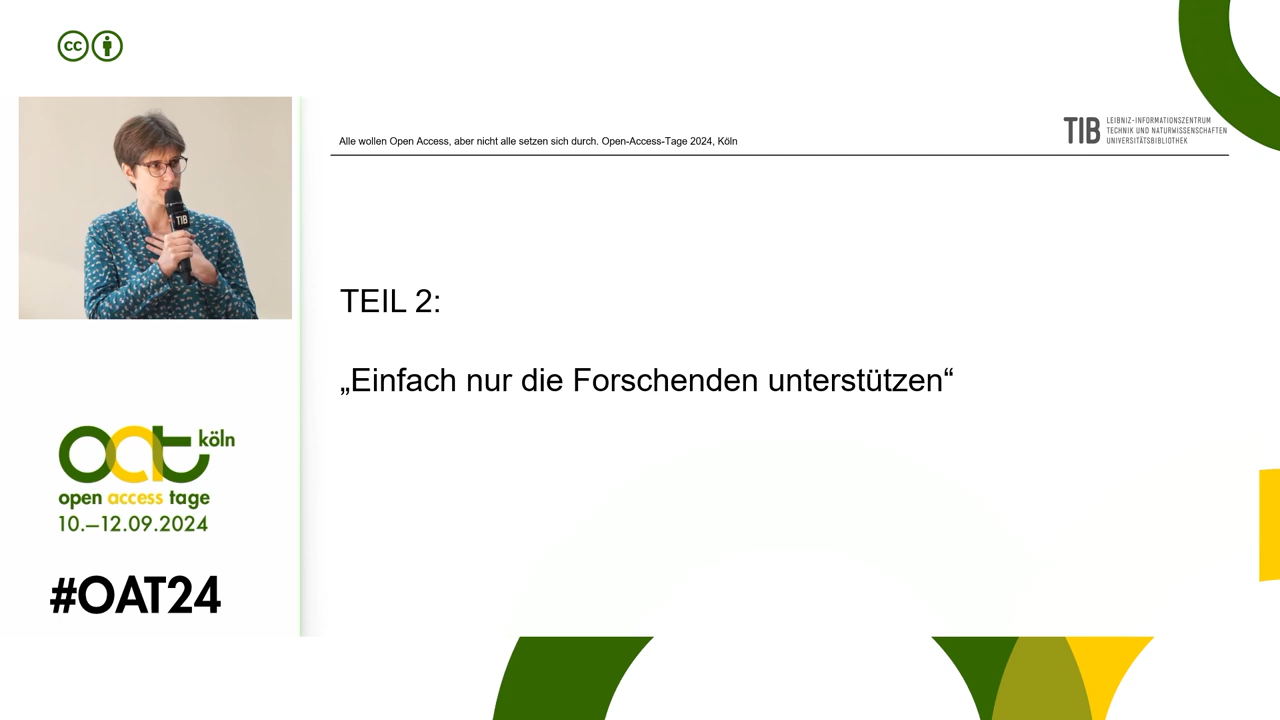 cc
Alle wollen Open Access, aber nicht alle setzen sich durch. Open-Access-Tage 2024, Köln
TIB
LEIBNIZ-INFORMATIONSZENTRUM
TECHNIK UND NATURWISSENSCHAFTEN
UNIVERSITÄTSBIBLIOTHEK
TIB
TEIL 2:
„Einfach nur die Forschenden unterstützen“
oat köln
open access tage
10.–12.09.2024
#OAT24